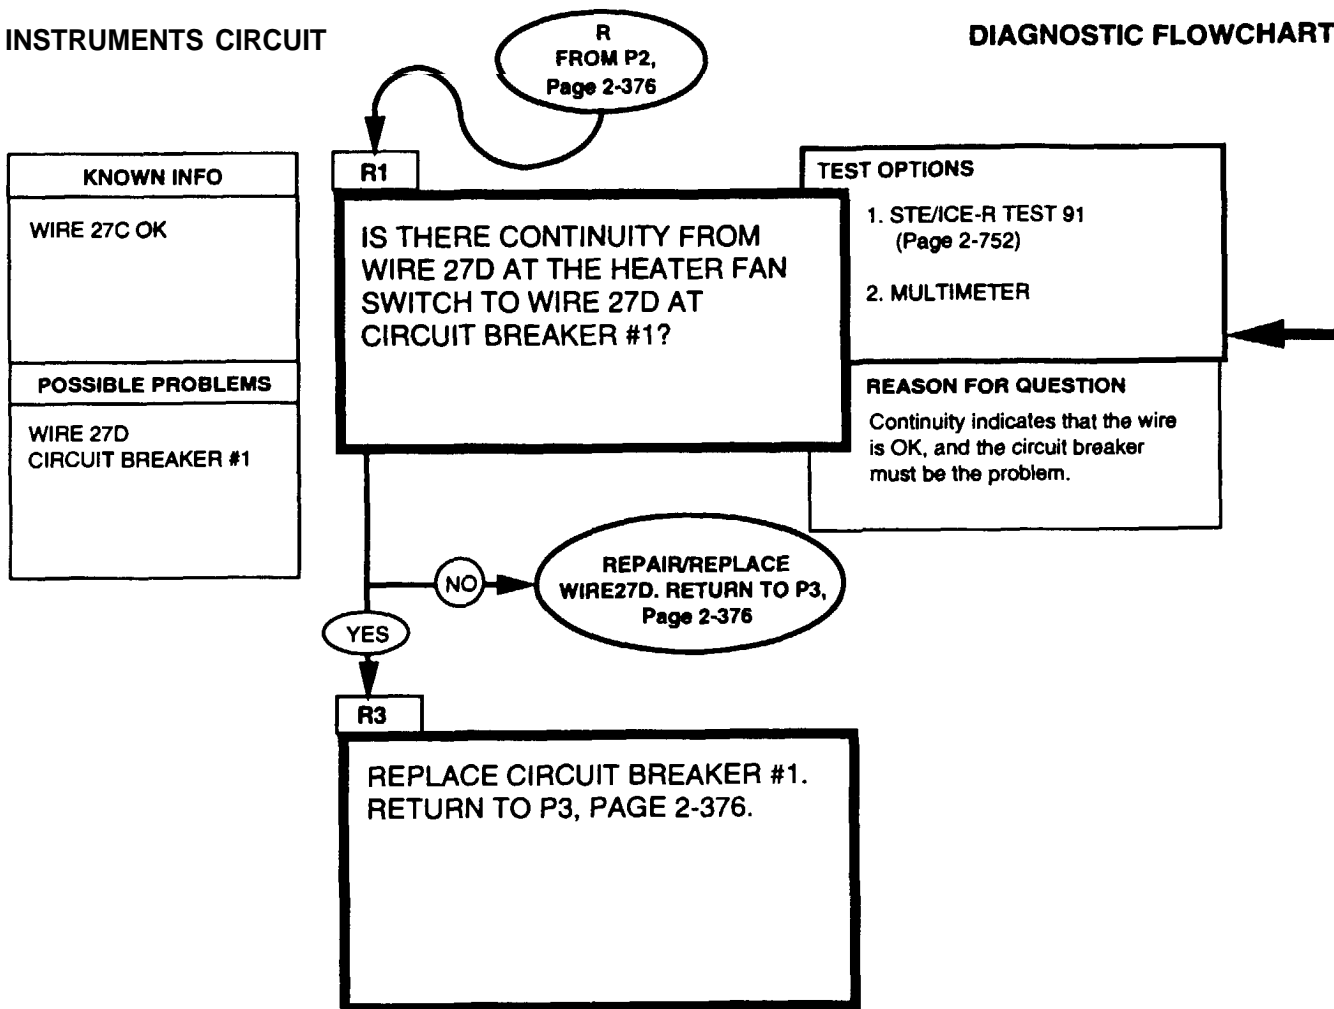 INSTRUMENTS CIRCUIT
DIAGNOSTIC FLOWCHART
R
FROM P2,
Page 2-376
KNOWN INFO
WIRE 27C OK
POSSIBLE PROBLEMS
WIRE 27D
CIRCUIT BREAKER #1
R1
IS THERE CONTINUITY FROM
WIRE 27D AT THE HEATER FAN
SWITCH TO WIRE 27D AT
CIRCUIT BREAKER #1?
TEST OPTIONS
1. STE/ICE-R TEST 91
(Page 2-752)
2. MULTIMETER
REASON FOR QUESTION
Continuity indicates that the wire
is OK, and the circuit breaker
must be the problem.
NO
REPAIR/REPLACE
WIRE27D. RETURN TO P3,
Page 2-376
YES
R3
REPLACE CIRCUIT BREAKER #1.
RETURN TO P3, PAGE 2-376.